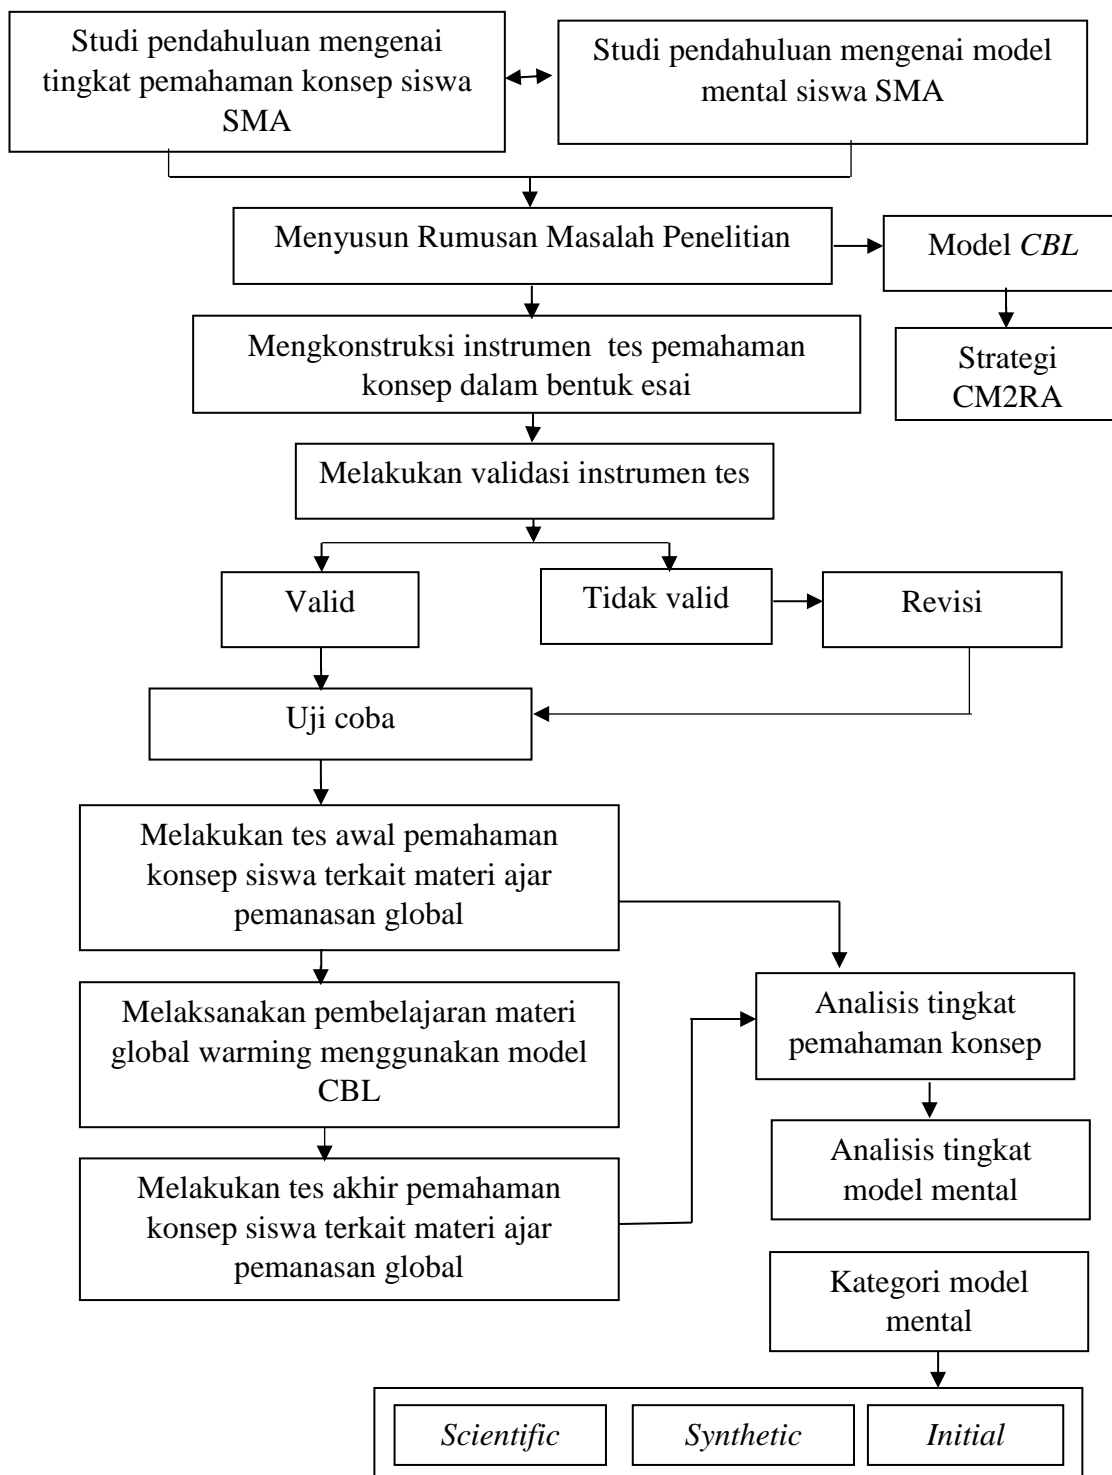 Studi pendahuluan mengenai
tingkat pemahaman konsep siswa
SMA
Studi pendahuluan mengenai model
mental siswa SMA
Menyusun Rumusan Masalah Penelitian
Model CBL
Mengkonstruksi instrumen tes pemahaman
konsep dalam bentuk esai
Strategi
CM2RA
Melakukan validasi instrumen tes
Valid
Tidak valid
Revisi
Uji coba
Melakukan tes awal pemahaman
konsep siswa terkait materi ajar
pemanasan global
Melaksanakan pembelajaran materi
global warming menggunakan model
CBL
Analisis tingkat
pemahaman konsep
Melakukan tes akhir pemahaman
konsep siswa terkait materi ajar
pemanasan global
Analisis tingkat
model mental
Kategori model
mental
Scientific
Synthetic
Initial